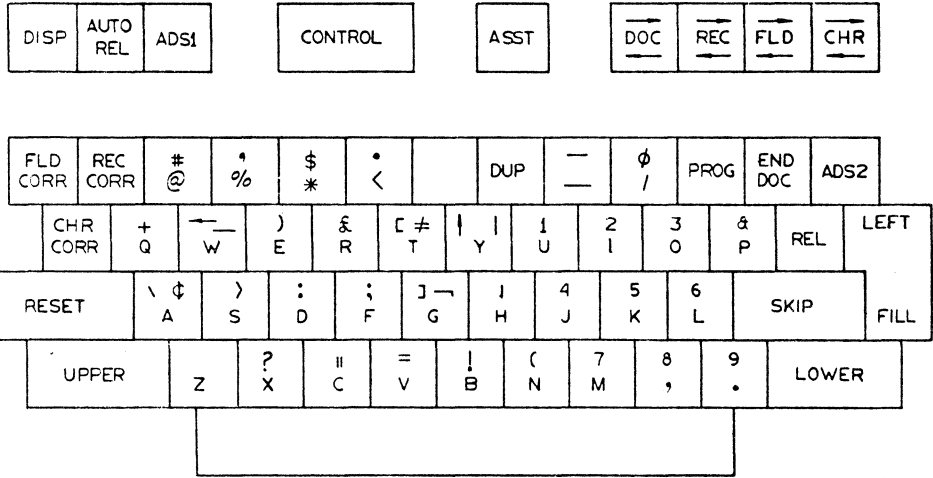 DISP AUTO REL ADS1 CONTROL ASST DOC REC FLD CHR
FLD CORR REC CORR # @ ' % $ * • < DUP — — ϕ / PROG END DOC ADS2
CHR CORR + Q ←_ W ) E £ R [ ≠ T | Y 1 U 2 I 3 O & P REL LEFT FILL
RESET \ ¢ A > S : D ; F ] ¬ G H 4 J 5 K 6 L SKIP
UPPER Z ? X " C = V ! B ( N 7 M 8 , 9 . LOWER